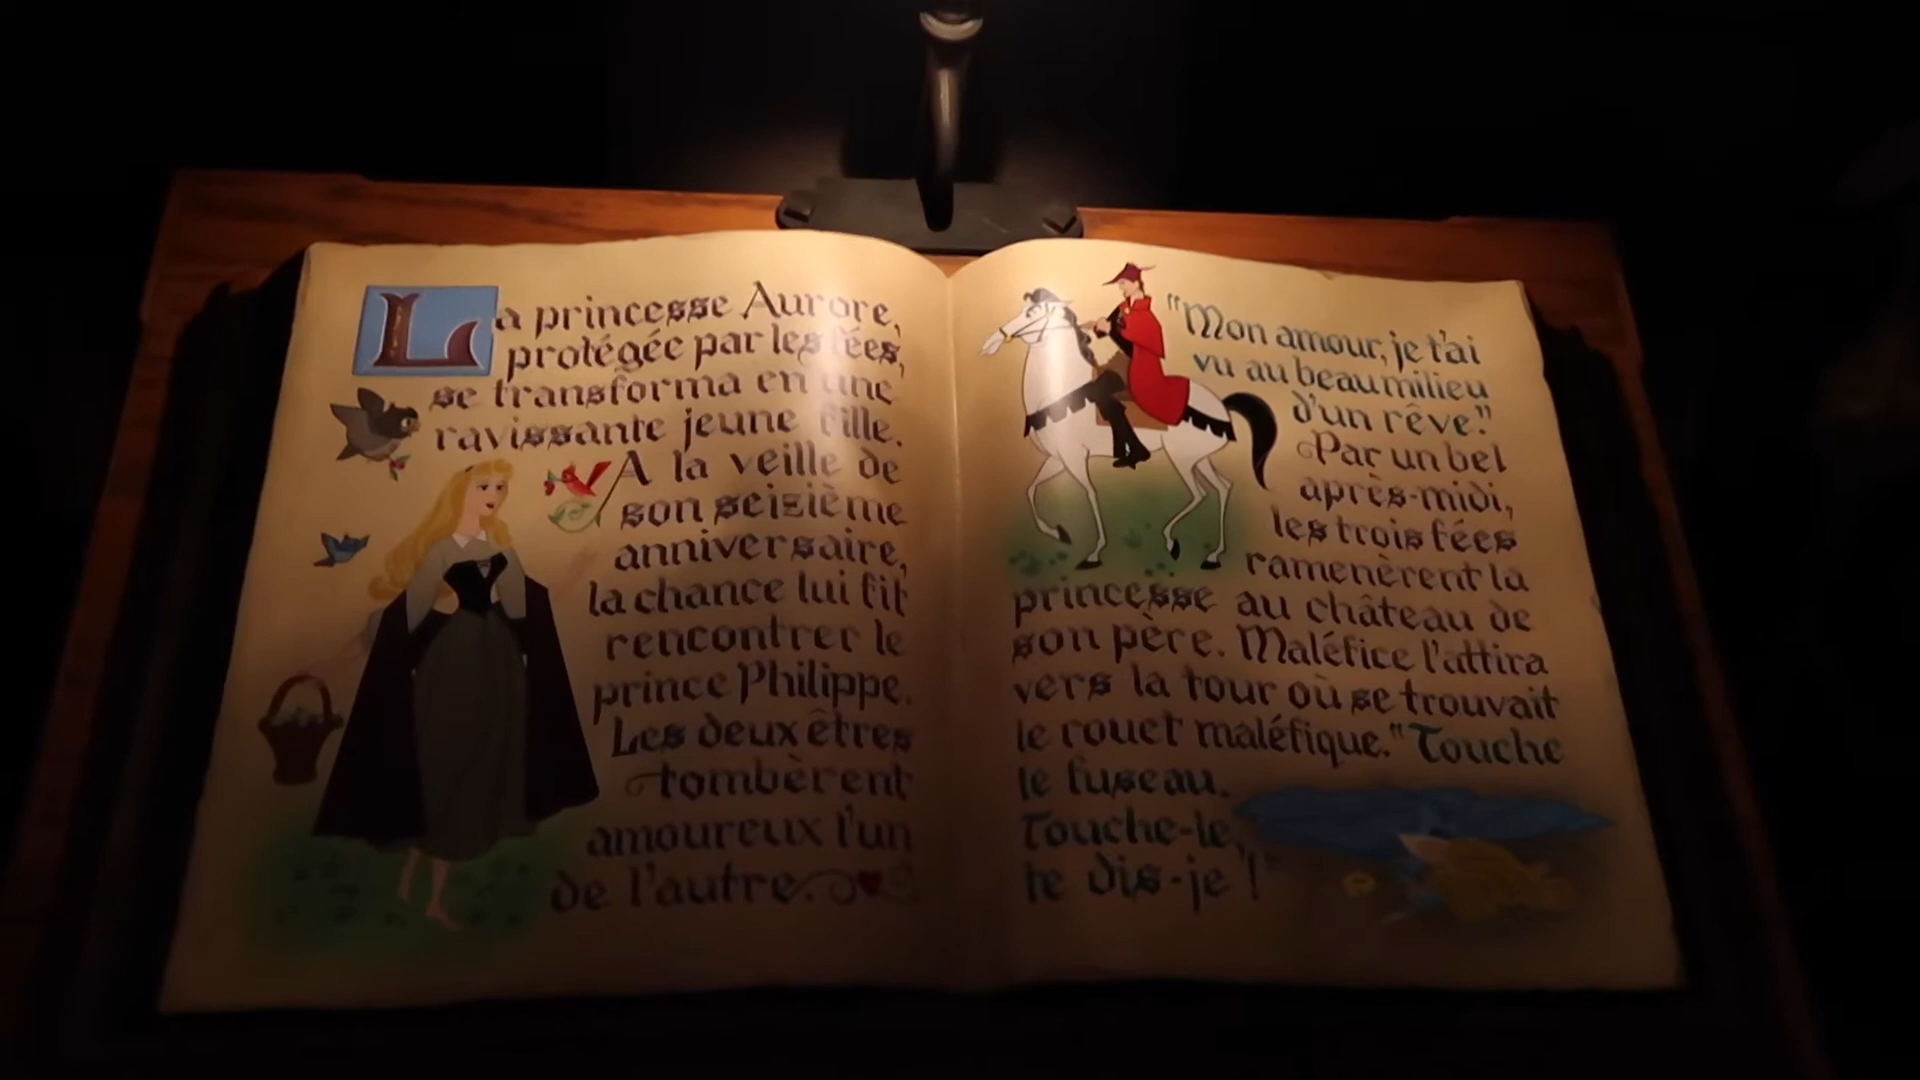 La princesse Aurore,
protégée par les fées,
se transforma en une
ravissante jeune fille.
A la veille de
son seizième
anniversaire,
la chance lui fit
rencontrer le
prince Philippe.
Les deux êtres
tombèrent
amoureux l'un
de l'autre.
"Mon amour, je t'ai
vu au beau milieu
d'un rêve."
Par un bel
après-midi,
les trois fées
ramenèrent la
princesse au château de
son père. Maléfice l'attira
vers la tour où se trouvait
le rouet maléfique. "Touche
le fuseau.
Touche-le,
te dis-je !"